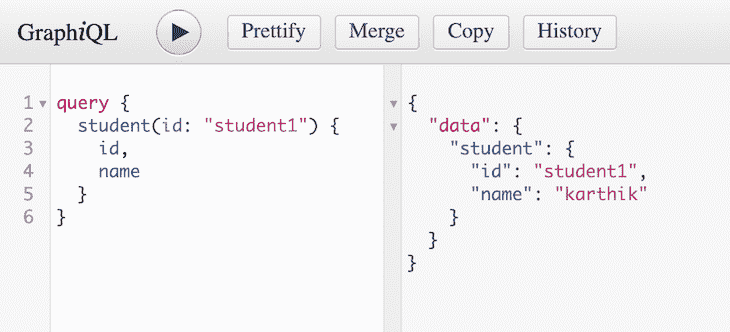 GraphiQL Prettify Merge Copy History
1 query {
2   student(id: "student1") {
3     id,
4     name
5   }
6 }
{
  "data": {
    "student": {
      "id": "student1",
      "name": "karthik"
    }
  }
}